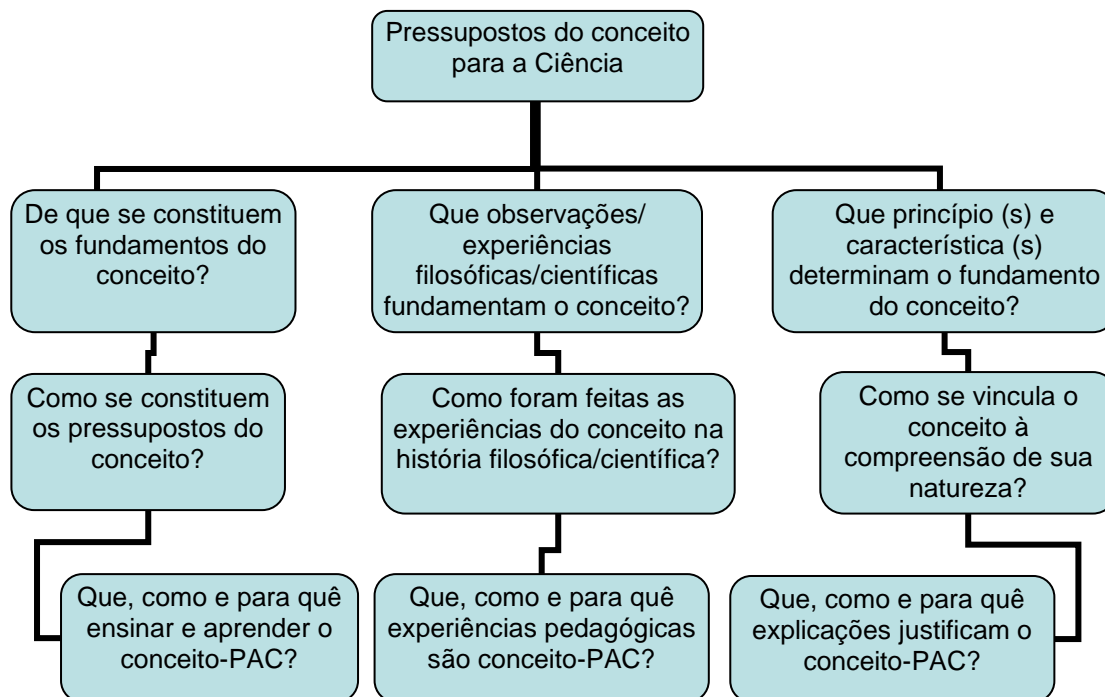 Pressupostos do conceito
para a Ciência
De que se constituem
os fundamentos do
conceito?
Que observações/
experiências
filosóficas/científicas
fundamentam o conceito?
Que princípio (s) e
característica (s)
determinam o fundamento
do conceito?
Como se constituem
os pressupostos do
conceito?
Como foram feitas as
experiências do conceito na
história filosófica/científica?
Como se vincula o
conceito à
compreensão de sua
natureza?
Que, como e para quê
ensinar e aprender o
conceito-PAC?
Que, como e para quê
experiências pedagógicas
são conceito-PAC?
Que, como e para quê
explicações justificam o
conceito-PAC?